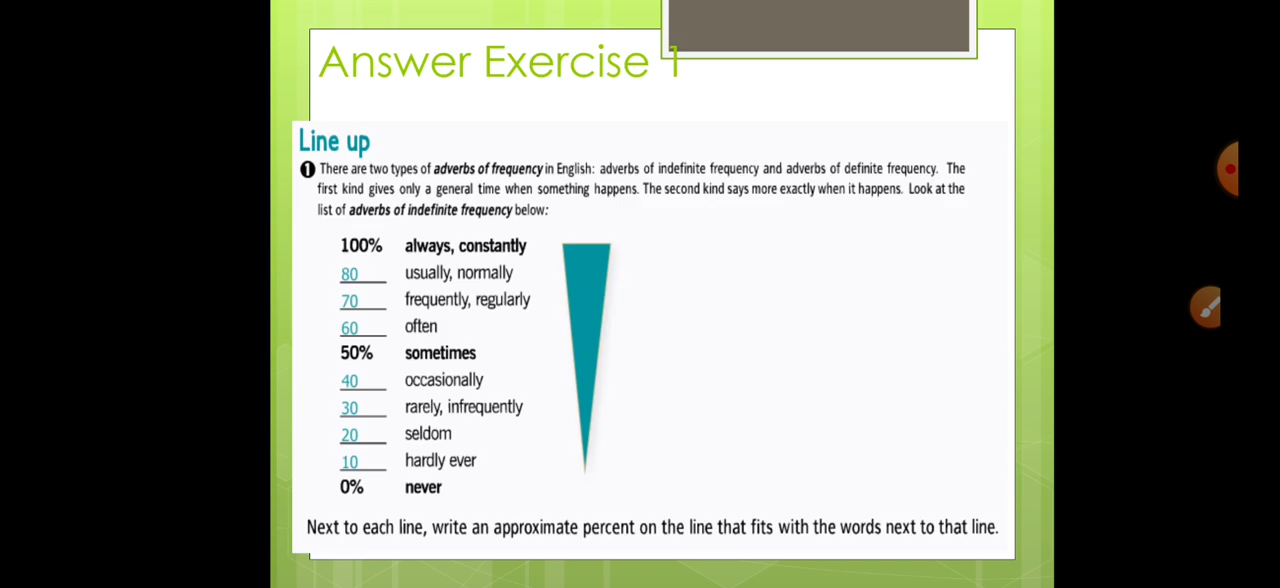 Answer Exercise 1
Line up
1 There are two types of adverbs of frequency in English: adverbs of indefinite frequency and adverbs of definite frequency. The
first kind gives only a general time when something happens. The second kind says more exactly when it happens. Look at the
list of adverbs of indefinite frequency below:
100% always, constantly
80 usually, normally
70 frequently, regularly
60 often
50% sometimes
40 occasionally
30 rarely, infrequently
20 seldom
10 hardly ever
0% never
Next to each line, write an approximate percent on the line that fits with the words next to that line.